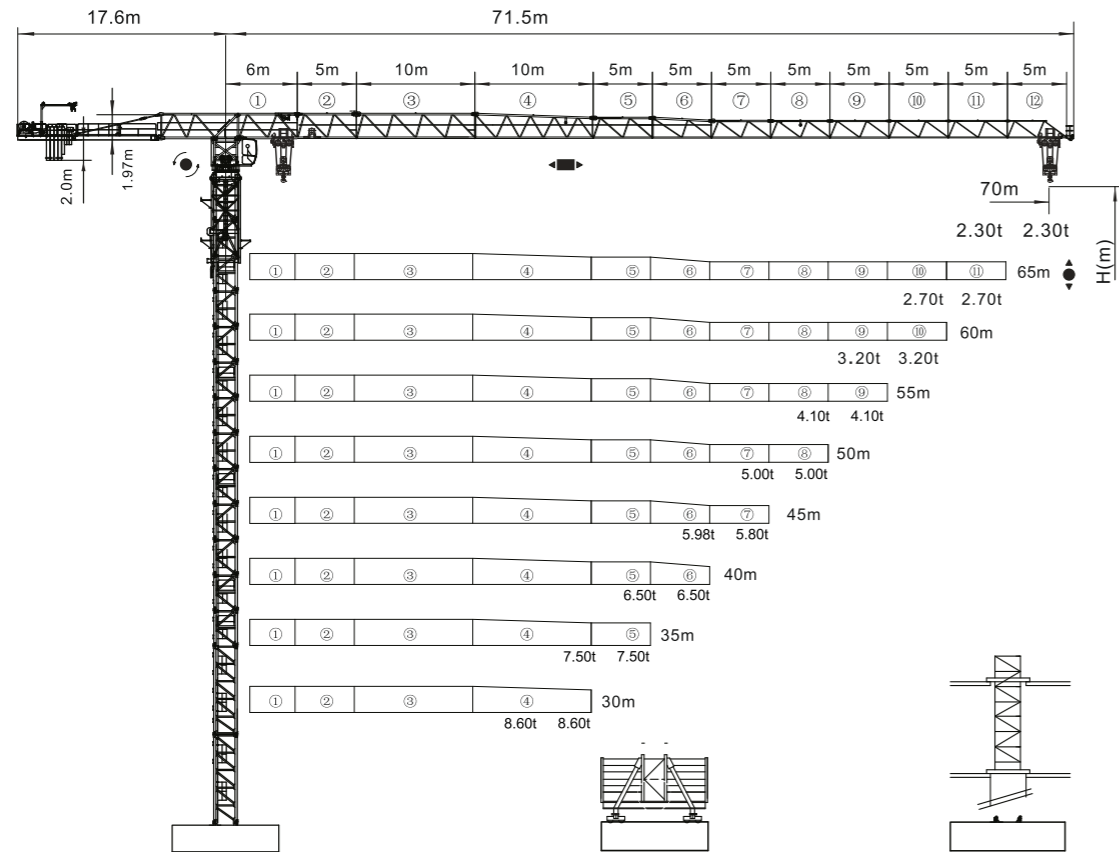 17.6m 71.5m
6m 5m 10m 10m 5m 5m 5m 5m 5m 5m 5m 5m
① ② ③ ④ ⑤ ⑥ ⑦ ⑧ ⑨ ⑩ ⑪ ⑫
2.0m 1.97m
70m
2.30t 2.30t
H(m)
① ② ③ ④ ⑤ ⑥ ⑦ ⑧ ⑨ ⑩ ⑪ 65m
2.70t 2.70t
① ② ③ ④ ⑤ ⑥ ⑦ ⑧ ⑨ ⑩ 60m
3.20t 3.20t
① ② ③ ④ ⑤ ⑥ ⑦ ⑧ ⑨ 55m
4.10t 4.10t
① ② ③ ④ ⑤ ⑥ ⑦ ⑧ 50m
5.00t 5.00t
① ② ③ ④ ⑤ ⑥ ⑦ 45m
5.98t 5.80t
① ② ③ ④ ⑤ ⑥ 40m
6.50t 6.50t
① ② ③ ④ ⑤ 35m
7.50t 7.50t
① ② ③ ④ 30m
8.60t 8.60t